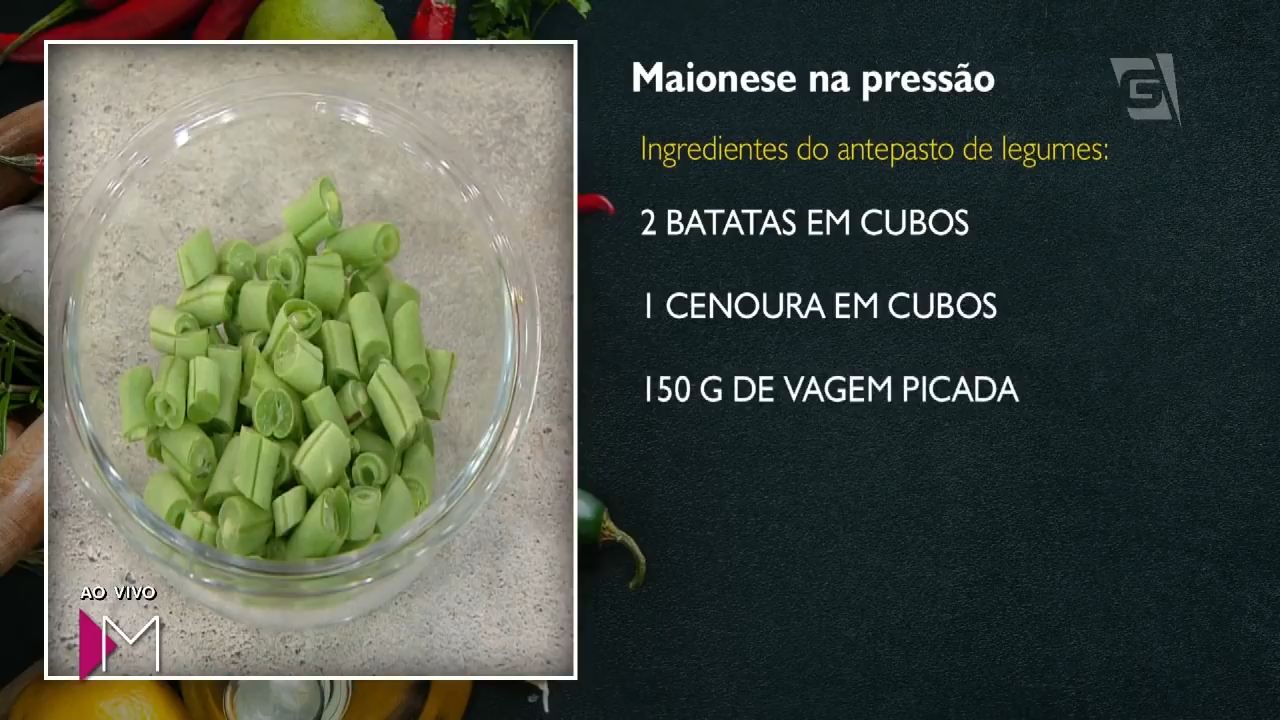 Maionese na pressão
G
Ingredientes do antepasto de legumes:
2 BATATAS EM CUBOS
1 CENOURA EM CUBOS
150 G DE VAGEM PICADA
AO VIVO
M